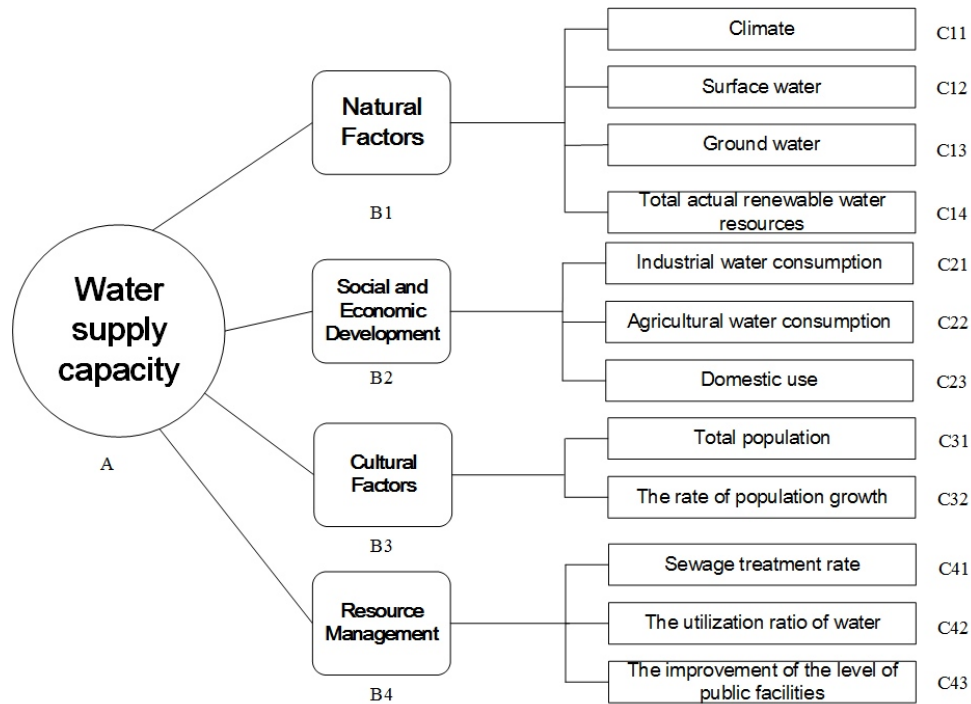 Water
supply
capacity
A
Natural
Factors
B1
Climate
C11
Surface water
C12
Ground water
C13
Total actual renewable water
resources
C14
Social and
Economic
Development
B2
Industrial water consumption
C21
Agricultural water consumption
C22
Domestic use
C23
Cultural
Factors
B3
Total population
C31
The rate of population growth
C32
Resource
Management
B4
Sewage treatment rate
C41
The utilization ratio of water
C42
The improvement of the level of
public facilities
C43